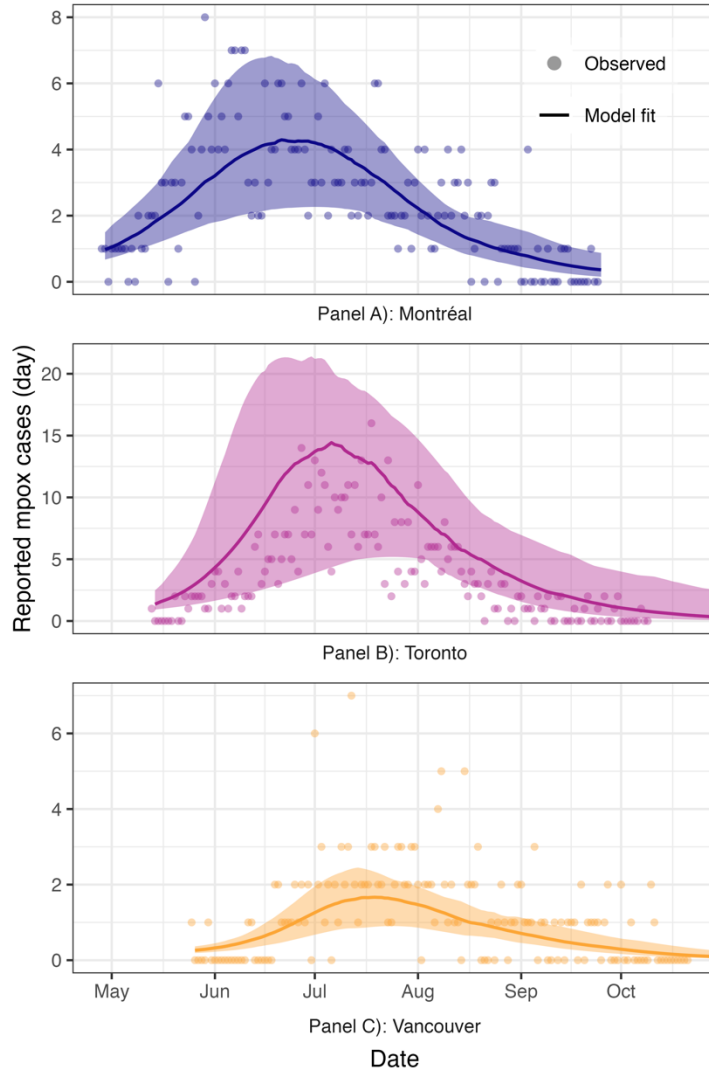 8
6
4
2
0
Observed
Model fit
Panel A): Montréal
Reported mpox cases (day)
20
15
10
5
0
Panel B): Toronto
6
4
2
0
May Jun Jul Aug Sep Oct
Panel C): Vancouver
Date